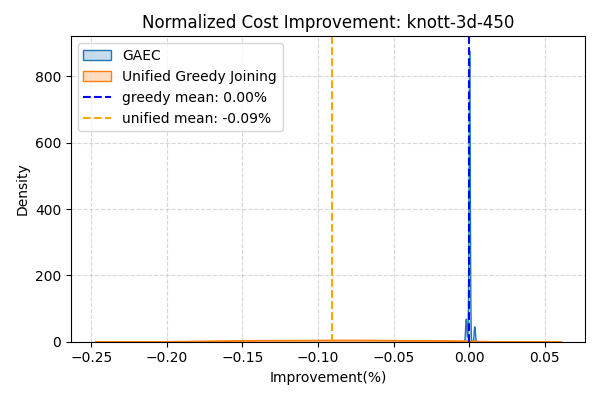 Normalized Cost Improvement: knott-3d-450
GAEC
Unified Greedy Joining
greedy mean: 0.00%
unified mean: -0.09%
Density
800
600
400
200
0
−0.25 −0.20 −0.15 −0.10 −0.05 0.00 0.05
Improvement(%)